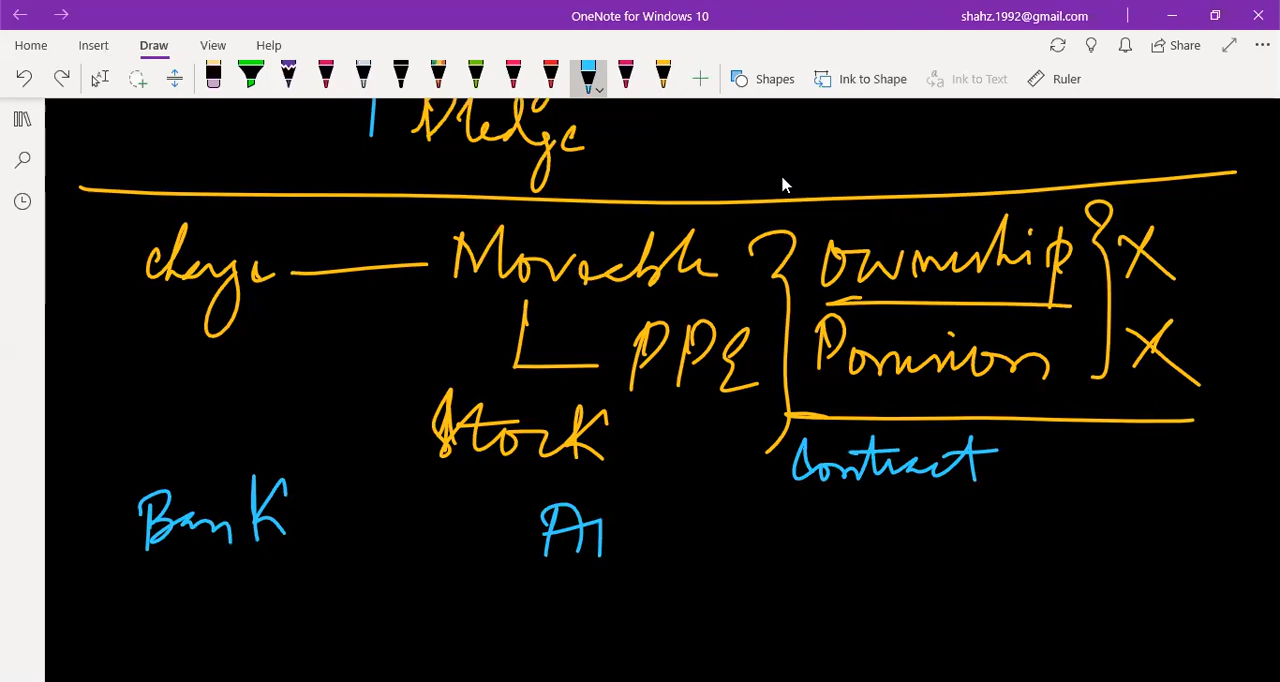 OneNote for Windows 10
shahz.1992@gmail.com
Home Insert Draw View Help
Share
Shapes Ink to Shape Ink to Text Ruler
Pledge
charge Moveable Ownership X
PPE Possession X
Stock
Contract
Bank